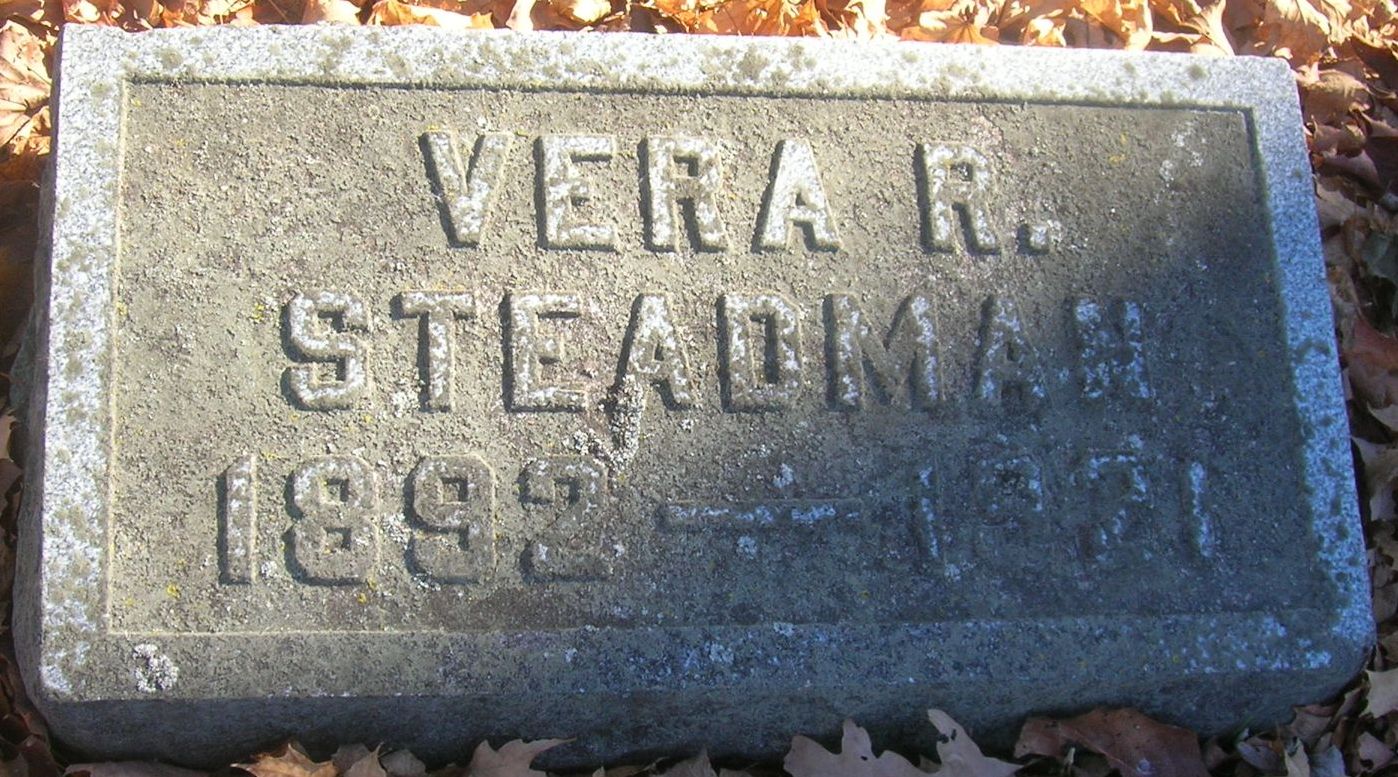 VERA R.
STEADMAN
1892 — 1921